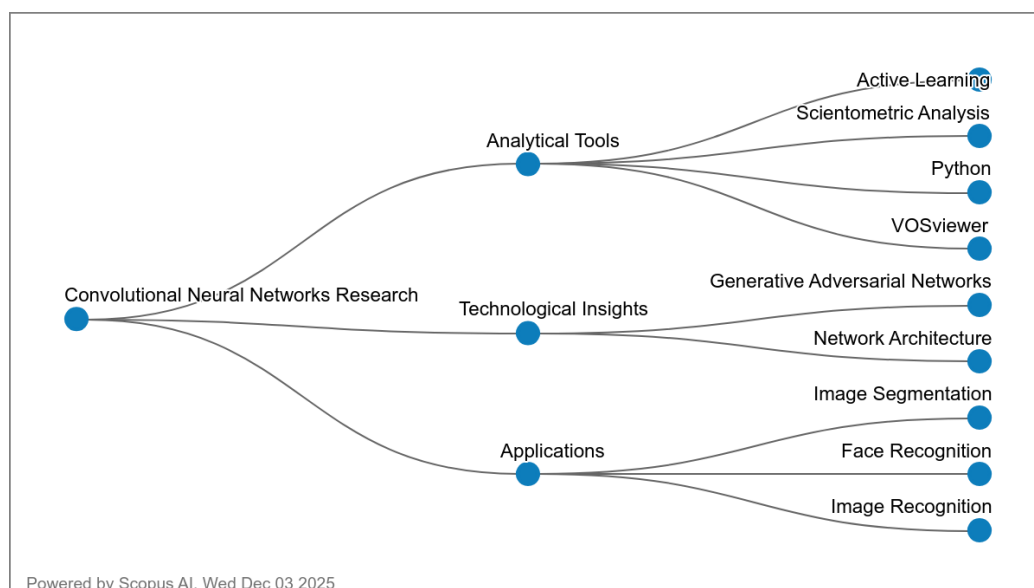 Active Learning
Scientometric Analysis
Analytical Tools
Python
VOSviewer
Generative Adversarial Networks
Convolutional Neural Networks Research
Technological Insights
Network Architecture
Image Segmentation
Applications
Face Recognition
Image Recognition
Powered by Scopus AI, Wed Dec 03 2025